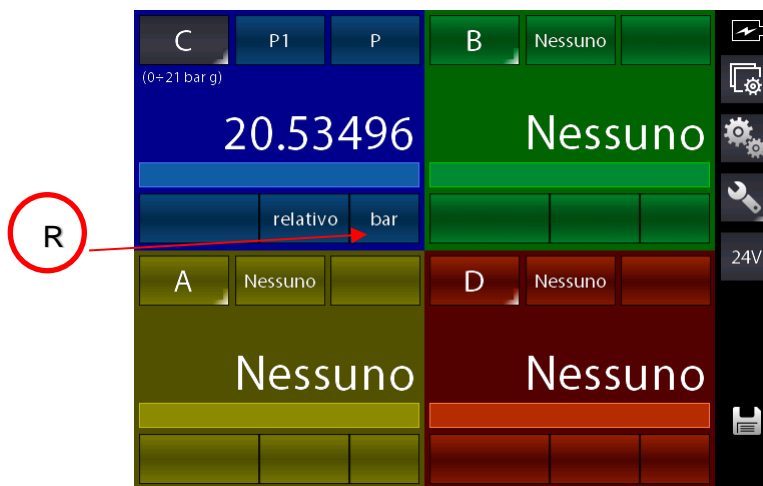 C P1 P
(0÷21 bar g)
20.53496
relativo bar
B Nessuno
Nessuno
R
A Nessuno
Nessuno
D Nessuno
Nessuno
24V